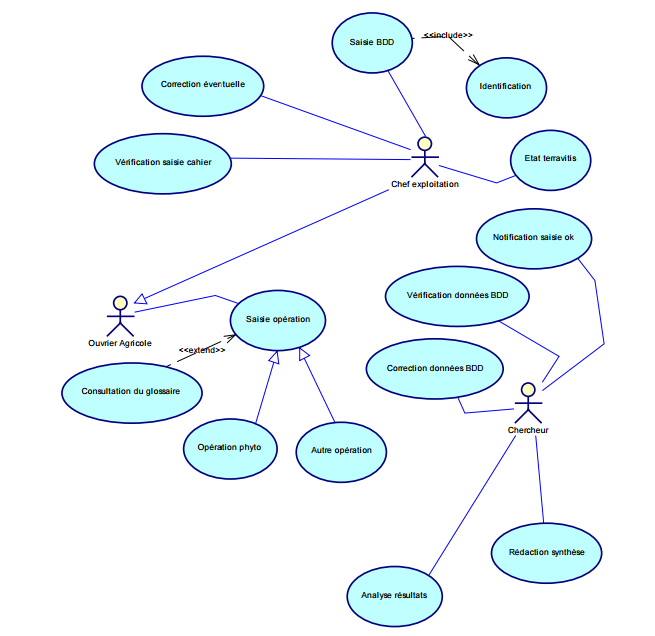 Saisie BDD
<<include>>
Identification
Correction éventuelle
Vérification saisie cahier
Etat terravitis
Chef exploitation
Notification saisie ok
Vérification données BDD
Ouvrier Agricole
Saisie opération
<<extend>>
Consultation du glossaire
Correction données BDD
Chercheur
Opération phyto
Autre opération
Rédaction synthèse
Analyse résultats